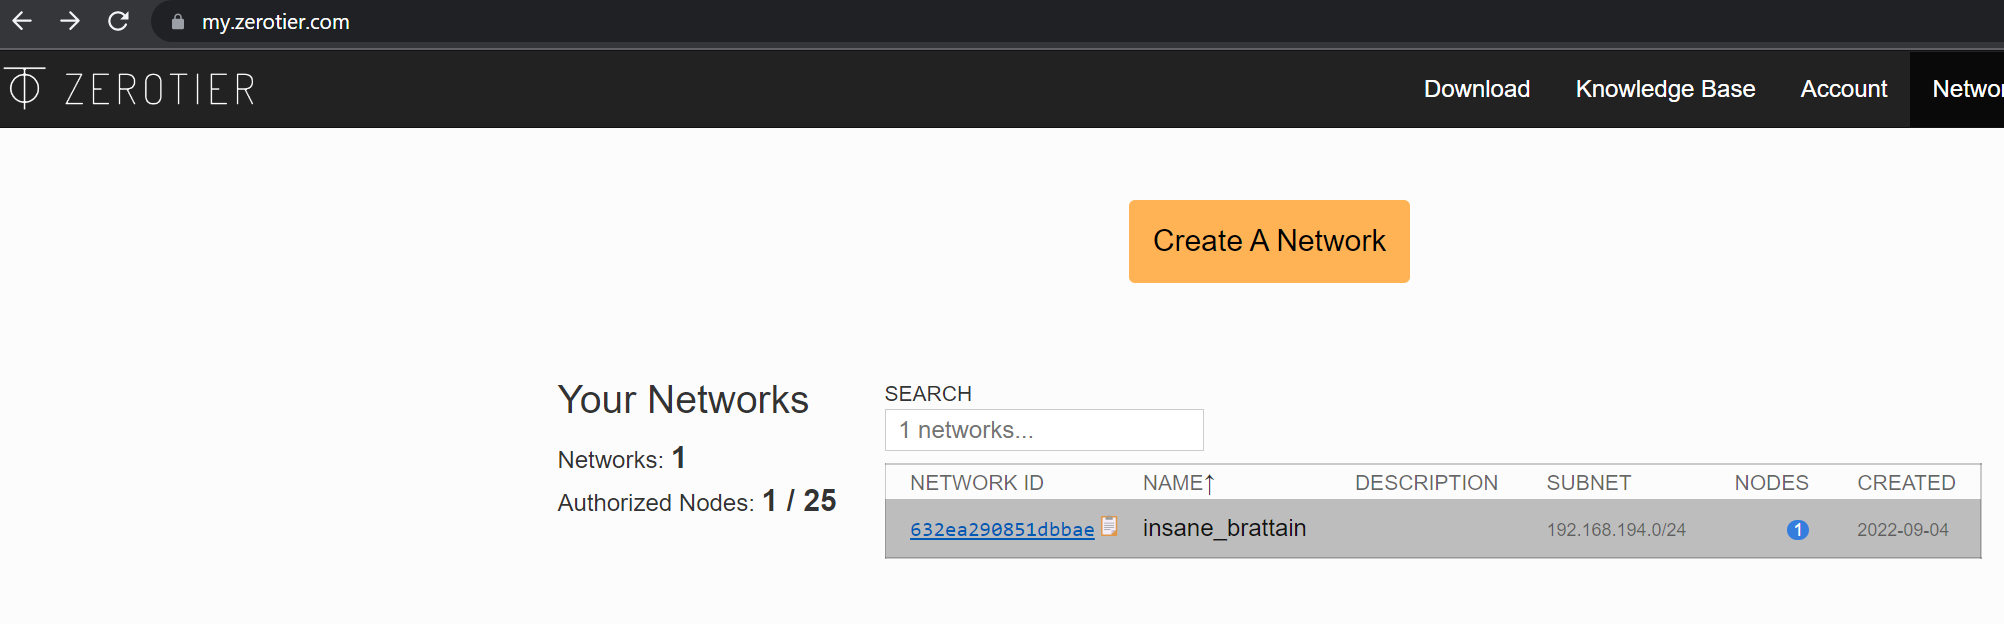 my.zerotier.com
ZEROTIER
Download Knowledge Base Account Networ
Create A Network
Your Networks
Networks: 1
Authorized Nodes: 1 / 25
SEARCH
1 networks...
NETWORK ID NAME↑ DESCRIPTION SUBNET NODES CREATED
632ea290851dbbae insane_brattain 192.168.194.0/24 1 2022-09-04